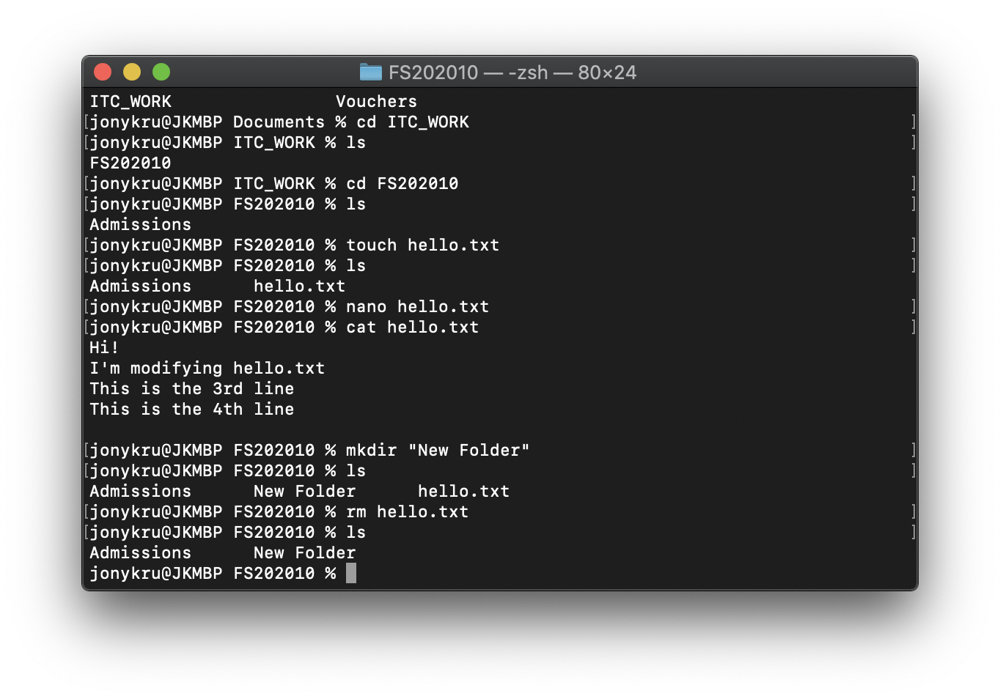 FS202010 — -zsh — 80×24
ITC_WORK                Vouchers
[jonykru@JKMBP Documents % cd ITC_WORK                                           ]
[jonykru@JKMBP ITC_WORK % ls                                                     ]
FS202010
[jonykru@JKMBP ITC_WORK % cd FS202010                                            ]
[jonykru@JKMBP FS202010 % ls                                                     ]
Admissions
[jonykru@JKMBP FS202010 % touch hello.txt                                        ]
[jonykru@JKMBP FS202010 % ls                                                     ]
Admissions      hello.txt
[jonykru@JKMBP FS202010 % nano hello.txt                                         ]
[jonykru@JKMBP FS202010 % cat hello.txt                                          ]
Hi!
I'm modifying hello.txt
This is the 3rd line
This is the 4th line

[jonykru@JKMBP FS202010 % mkdir "New Folder"                                     ]
[jonykru@JKMBP FS202010 % ls                                                     ]
Admissions      New Folder      hello.txt
[jonykru@JKMBP FS202010 % rm hello.txt                                           ]
[jonykru@JKMBP FS202010 % ls                                                     ]
Admissions      New Folder
jonykru@JKMBP FS202010 %